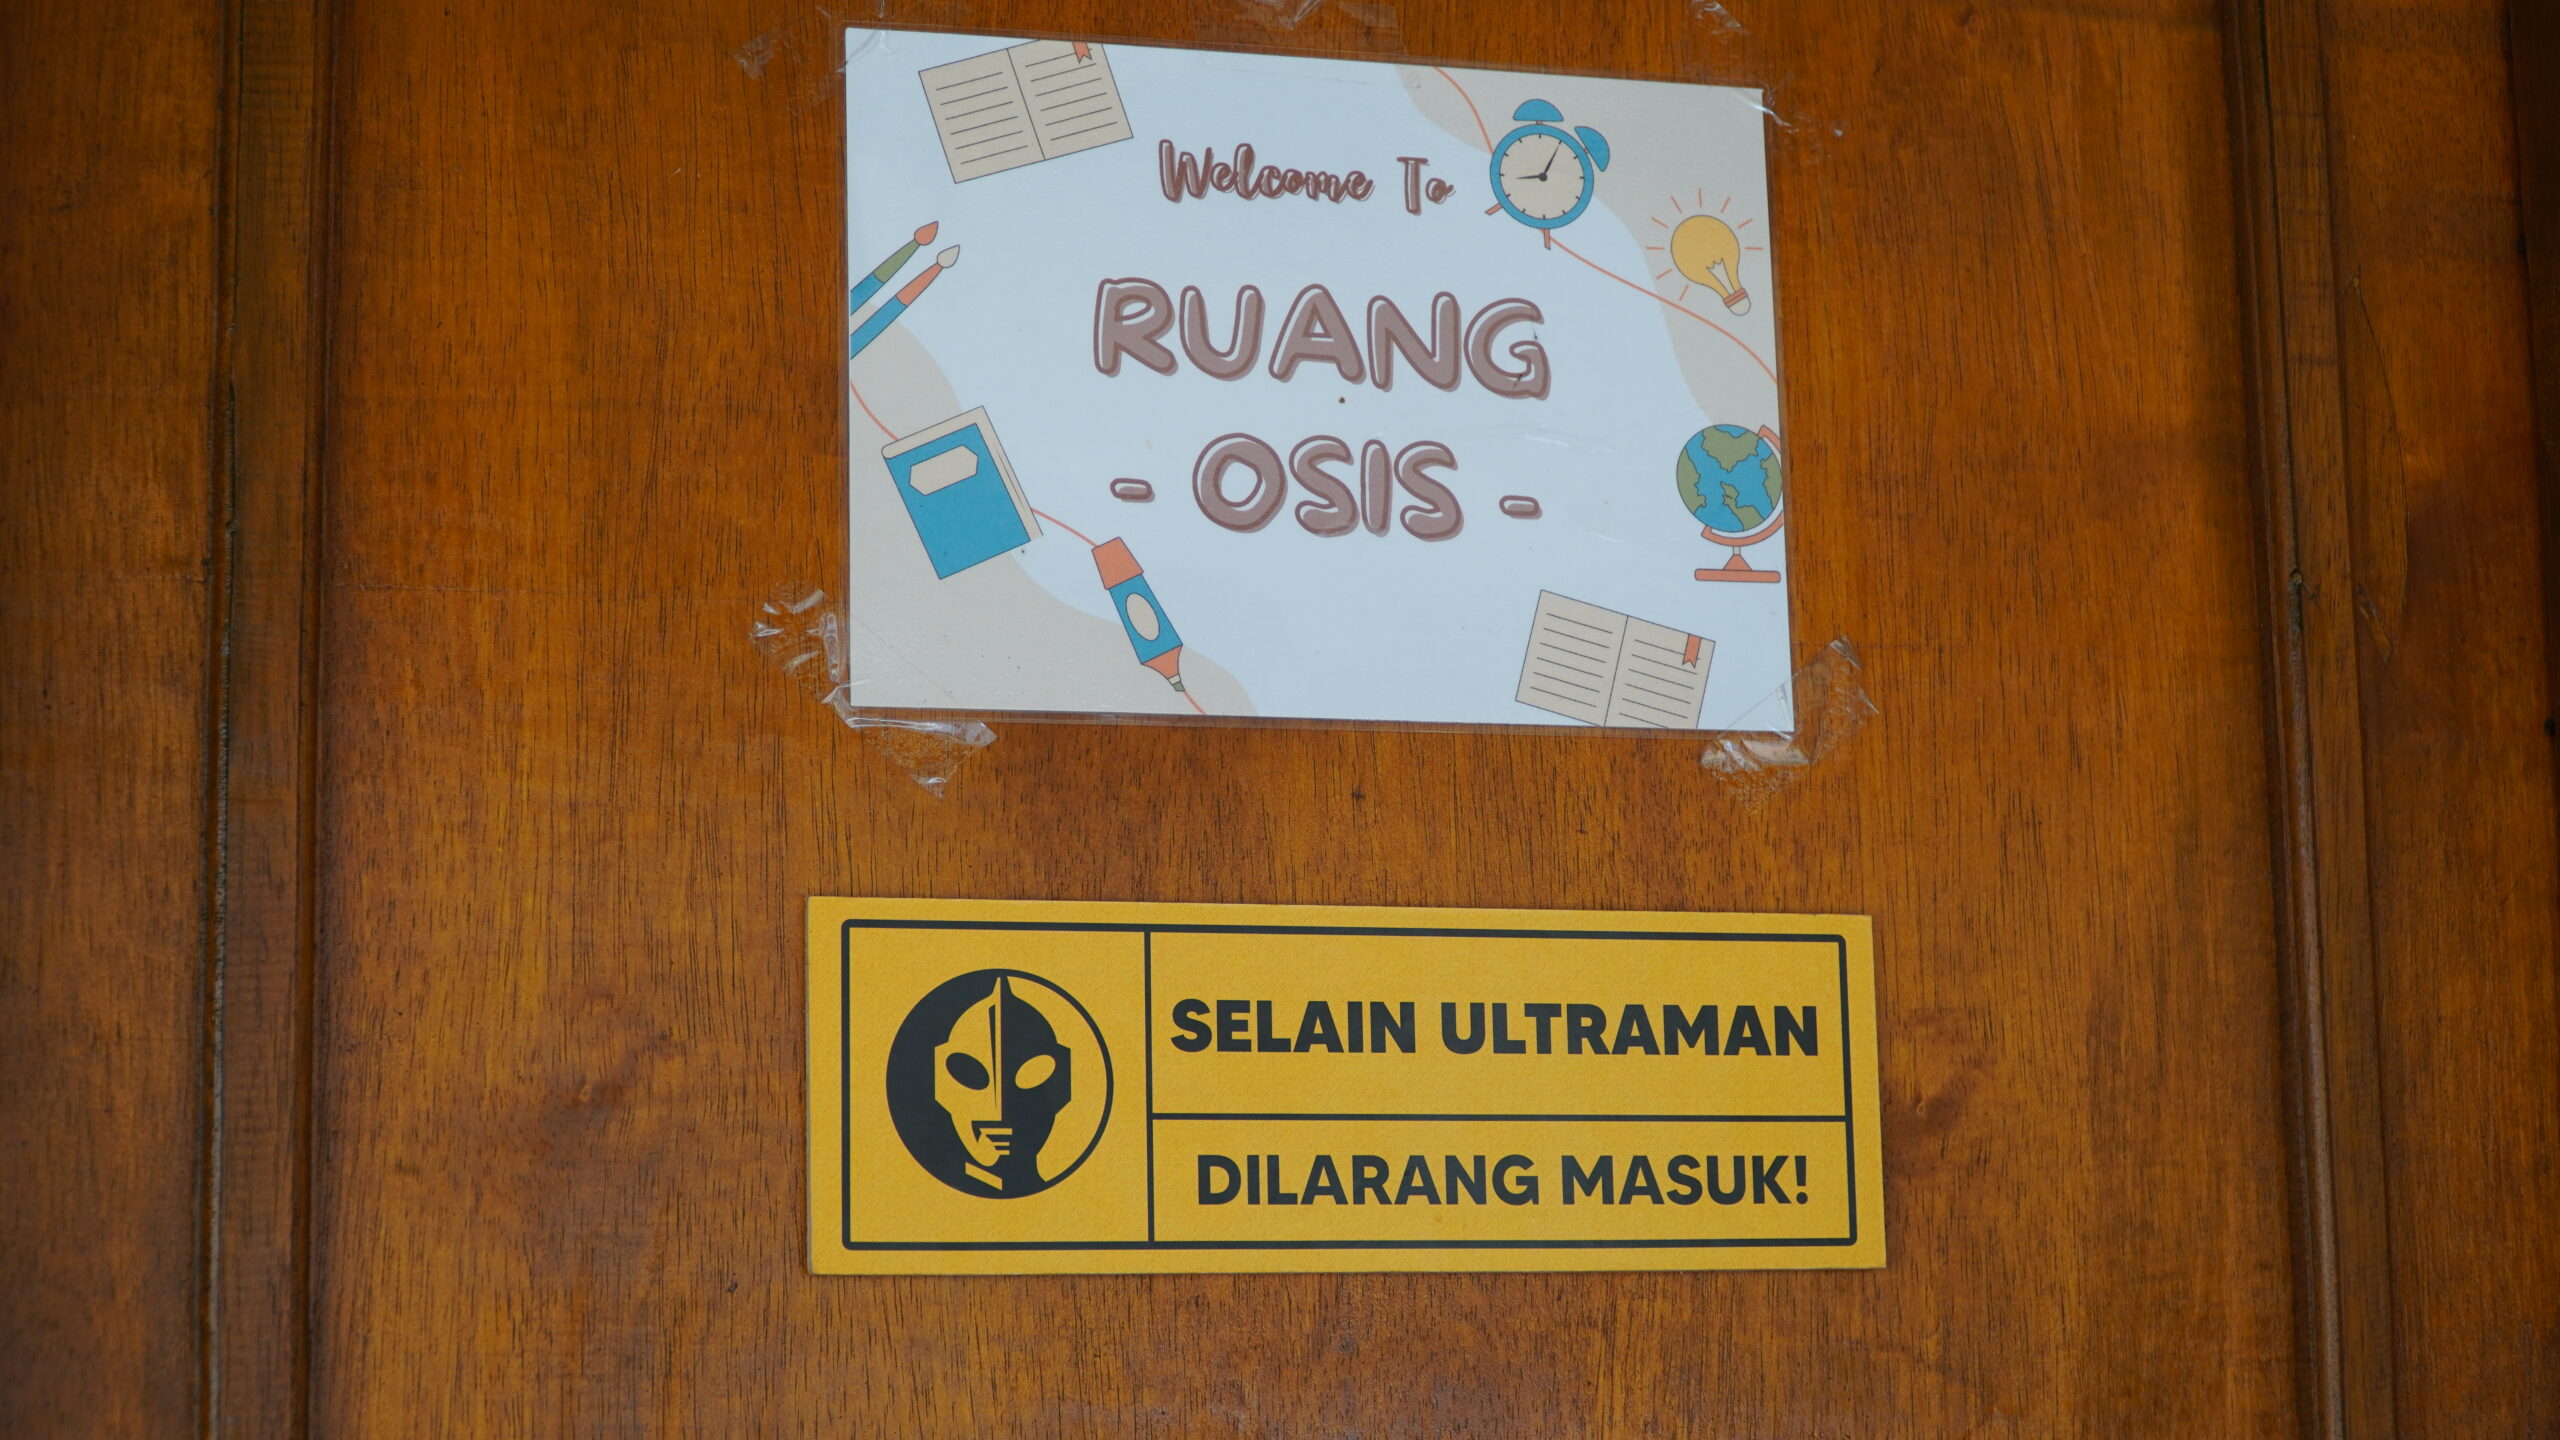 Welcome To
RUANG
- OSIS -
SELAIN ULTRAMAN
DILARANG MASUK!